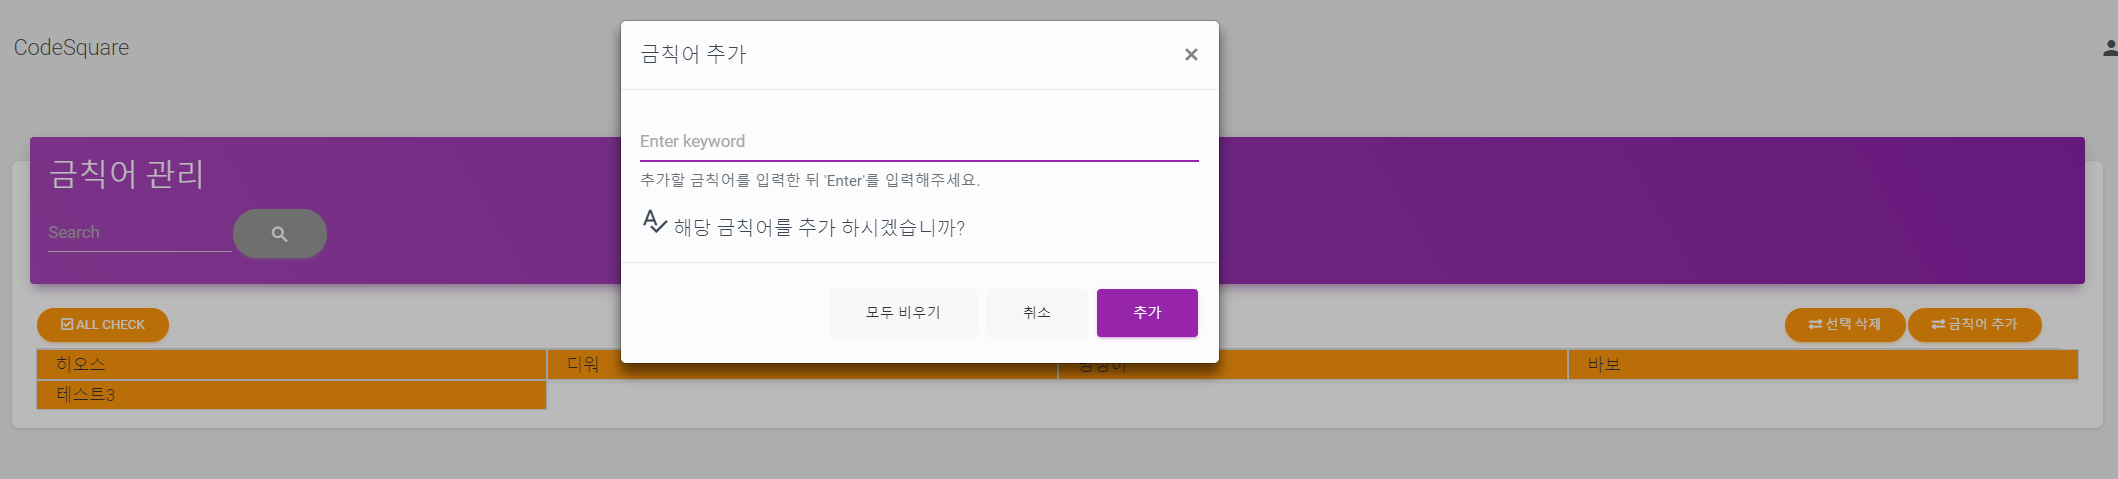 CodeSquare
금칙어 추가
×
Enter keyword
추가할 금칙어를 입력한 뒤 'Enter'를 입력해주세요.
해당 금칙어를 추가 하시겠습니까?
모두 비우기 취소 추가
금칙어 관리
Search
ALL CHECK
선택 삭제 금칙어 추가
히오스 디워 바보
테스트3